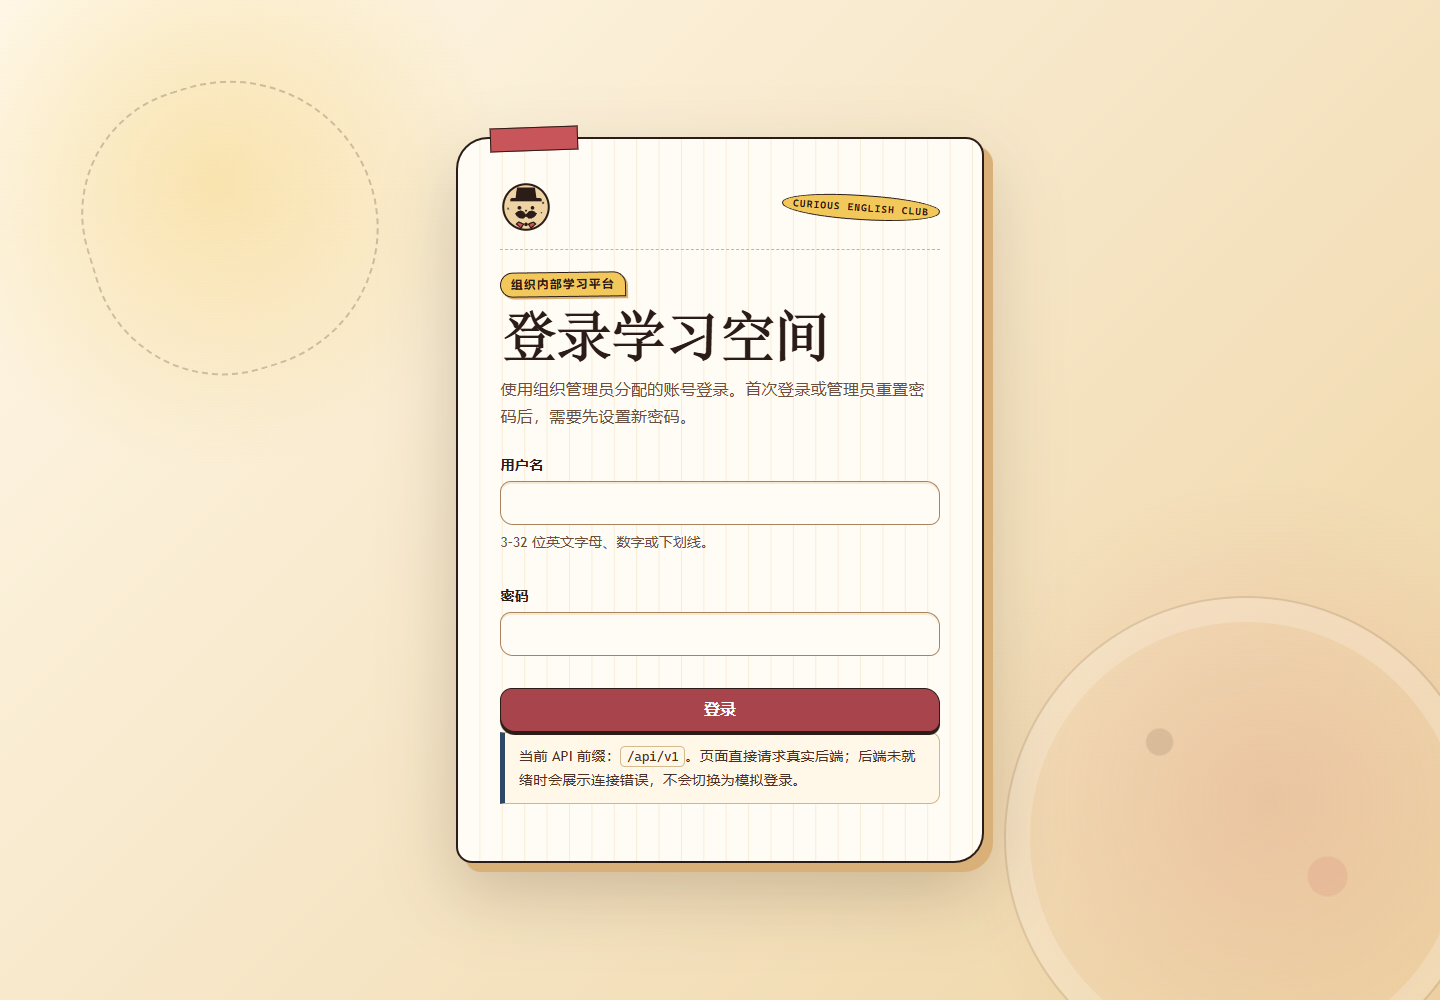 CURIOUS ENGLISH CLUB
组织内部学习平台
登录学习空间
使用组织管理员分配的账号登录。首次登录或管理员重置密
码后，需要先设置新密码。
用户名
3-32 位英文字母、数字或下划线。
密码
登录
当前 API 前缀：/api/v1。页面直接请求真实后端；后端未就
绪时会展示连接错误，不会切换为模拟登录。